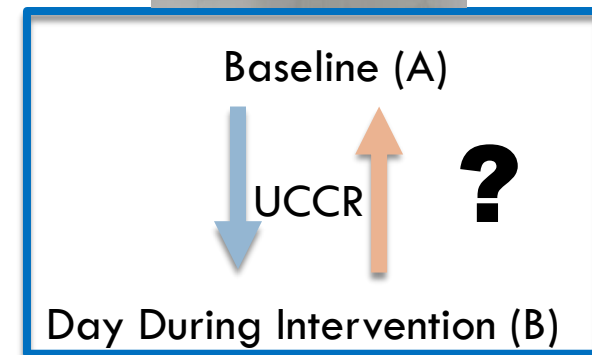 Baseline (A)
UCCR
?
Day During Intervention (B)